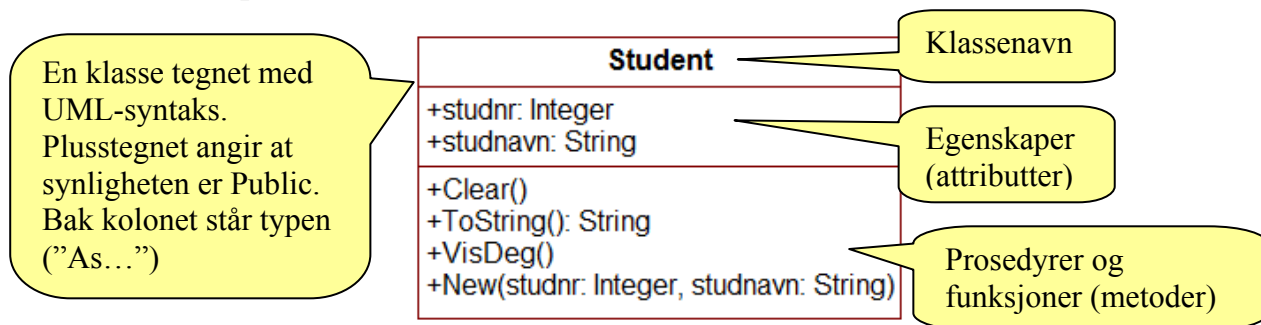 En klasse tegnet med
UML-syntaks.
Plusstegnet angir at
synligheten er Public.
Bak kolonet står typen
(”As…”)
Student
+studnr: Integer
+studnavn: String
+Clear()
+ToString(): String
+VisDeg()
+New(studnr: Integer, studnavn: String)
Klassenavn
Egenskaper
(attributter)
Prosedyrer og
funksjoner (metoder)